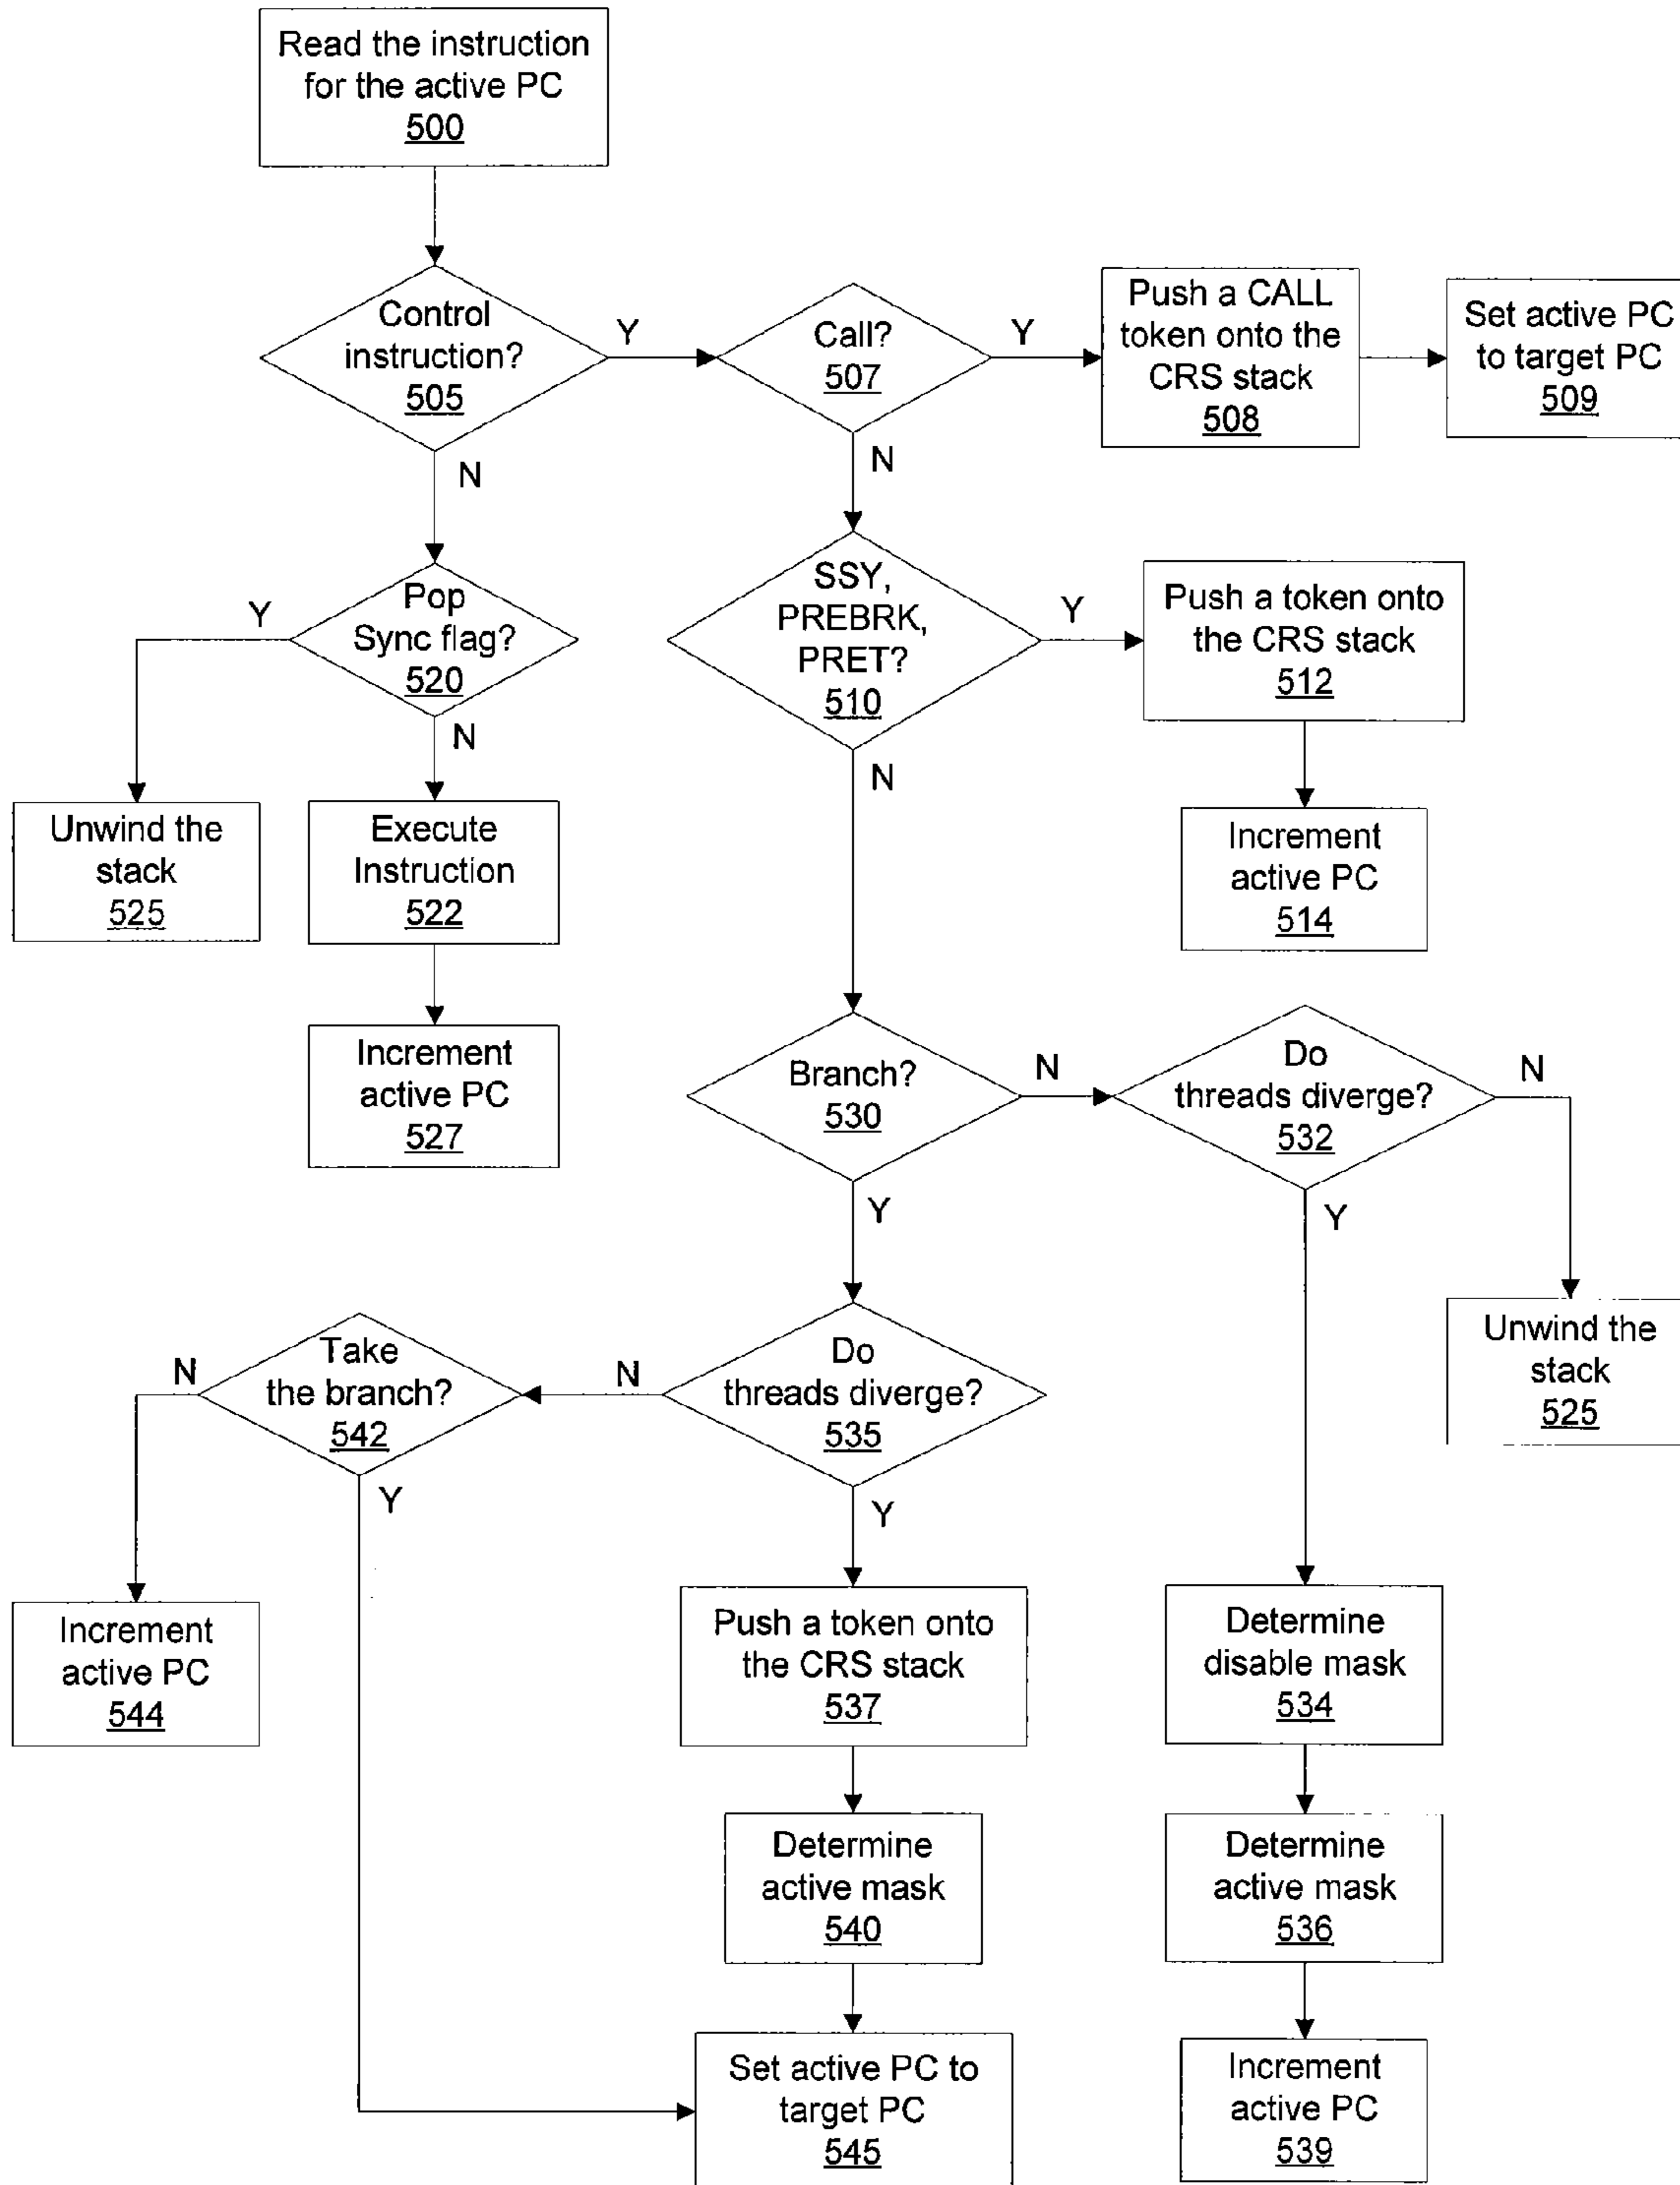 Read the instruction
for the active PC
500
Control
instruction?
505
Y
N
Call?
507
Y
N
Push a CALL
token onto the
CRS stack
508
Set active PC
to target PC
509
Pop
Sync flag?
520
Y
N
SSY,
PREBRK,
PRET?
510
Y
N
Push a token onto
the CRS stack
512
Unwind the
stack
525
Execute
Instruction
522
Increment
active PC
514
Increment
active PC
527
Branch?
530
N
Y
Do
threads diverge?
532
N
Y
Unwind the
stack
525
Take
the branch?
542
N
Y
Do
threads diverge?
535
N
Y
Increment
active PC
544
Push a token onto
the CRS stack
537
Determine
disable mask
534
Determine
active mask
540
Determine
active mask
536
Set active PC to
target PC
545
Increment
active PC
539